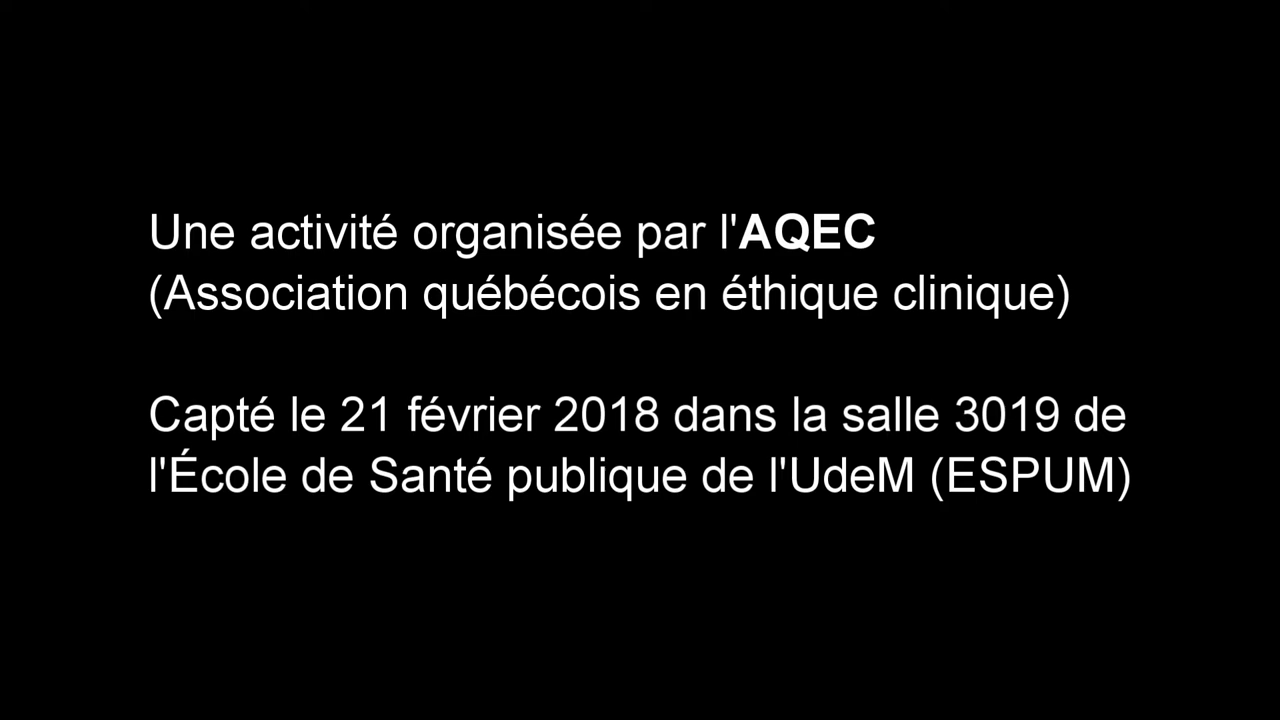 Une activité organisée par l'AQEC
(Association québécois en éthique clinique)
Capté le 21 février 2018 dans la salle 3019 de
l'École de Santé publique de l'UdeM (ESPUM)